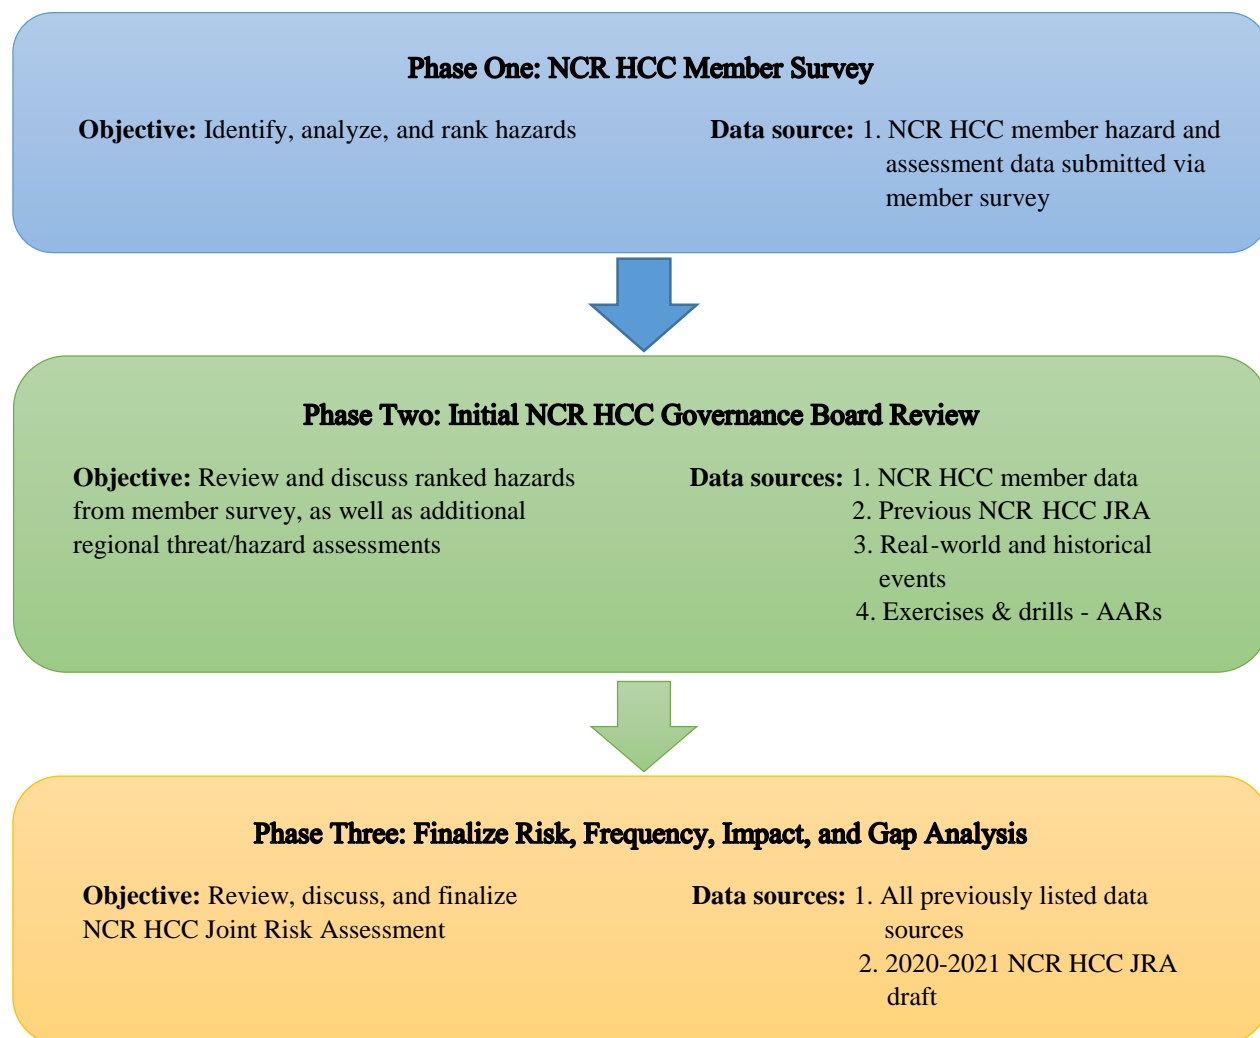 Phase One: NCR HCC Member Survey
Objective: Identify, analyze, and rank hazards
Data source: 1. NCR HCC member hazard and
assessment data submitted via
member survey
Phase Two: Initial NCR HCC Governance Board Review
Objective: Review and discuss ranked hazards
from member survey, as well as additional
regional threat/hazard assessments
Data sources: 1. NCR HCC member data
2. Previous NCR HCC JRA
3. Real-world and historical
events
4. Exercises & drills - AARs
Phase Three: Finalize Risk, Frequency, Impact, and Gap Analysis
Objective: Review, discuss, and finalize
NCR HCC Joint Risk Assessment
Data sources: 1. All previously listed data
sources
2. 2020-2021 NCR HCC JRA
draft